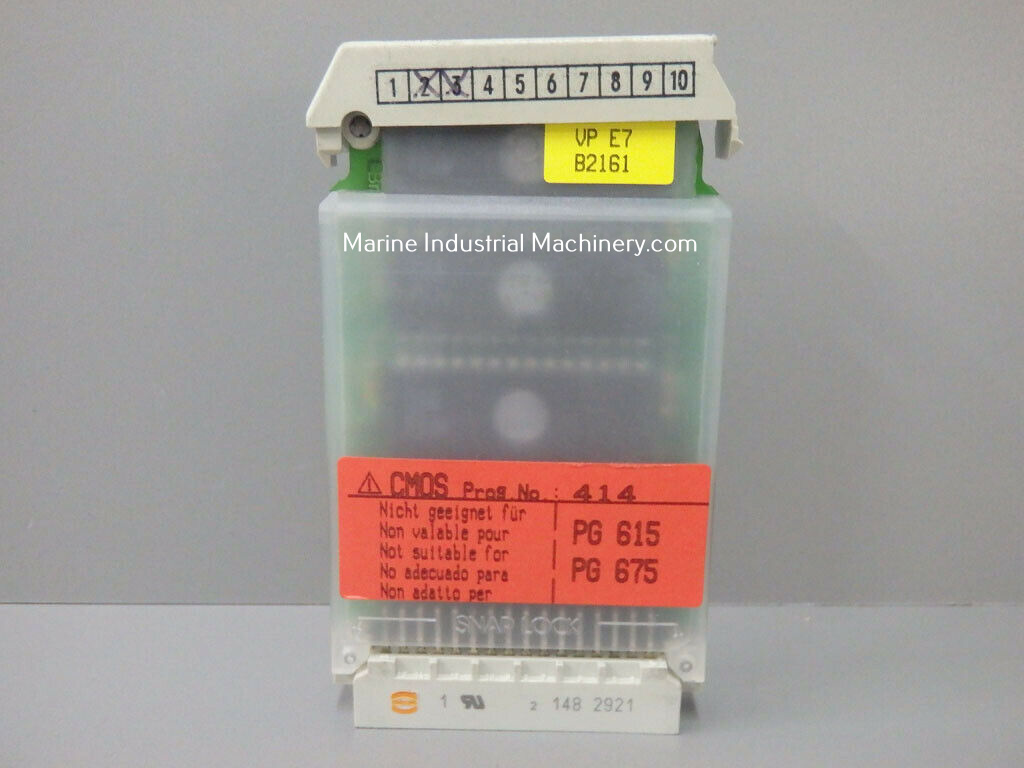 1 2 3 4 5 6 7 8 9 10
VP E7
B2161
Marine Industrial Machinery.com
⚠ CMOS Prog.No.: 414
Nicht geeignet für
Non valable pour
Not suitable for
No adecuado para
Non adatto per
PG 615
PG 675
SNAP LOCK
1 2 148 2921